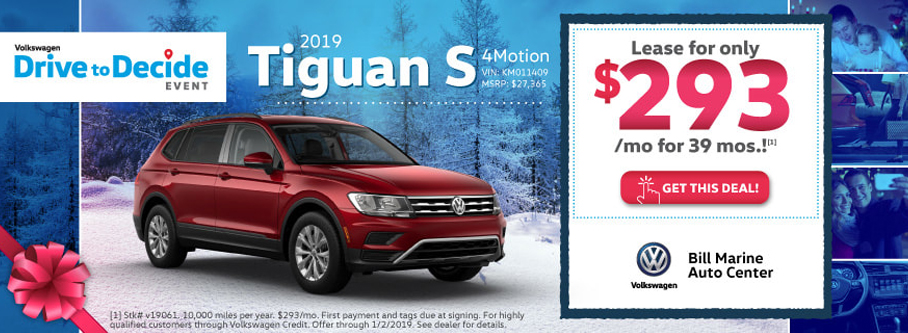 Volkswagen
Drive to Decide
EVENT
2019
Tiguan S 4Motion
VIN: KM011409
MSRP: $27,365
Lease for only
$293
/mo for 39 mos.![1]
GET THIS DEAL!
Volkswagen
Bill Marine
Auto Center
[1] Stk# v19061. 10,000 miles per year. $293/mo. First payment and tags due at signing. For highly
qualified customers through Volkswagen Credit. Offer through 1/2/2019. See dealer for details.